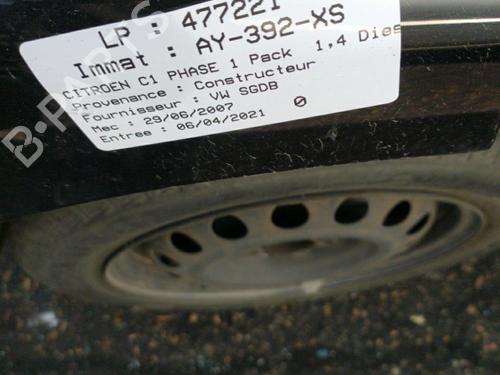 LP : 477221
Immat : AY-392-XS
CITROEN C1 PHASE 1 Pack 1,4 Dies
Provenance : Constructeur
Fournisseur : VW SGDB
Mec : 29/06/2007
Entree : 06/04/2021 0
B-PARTS